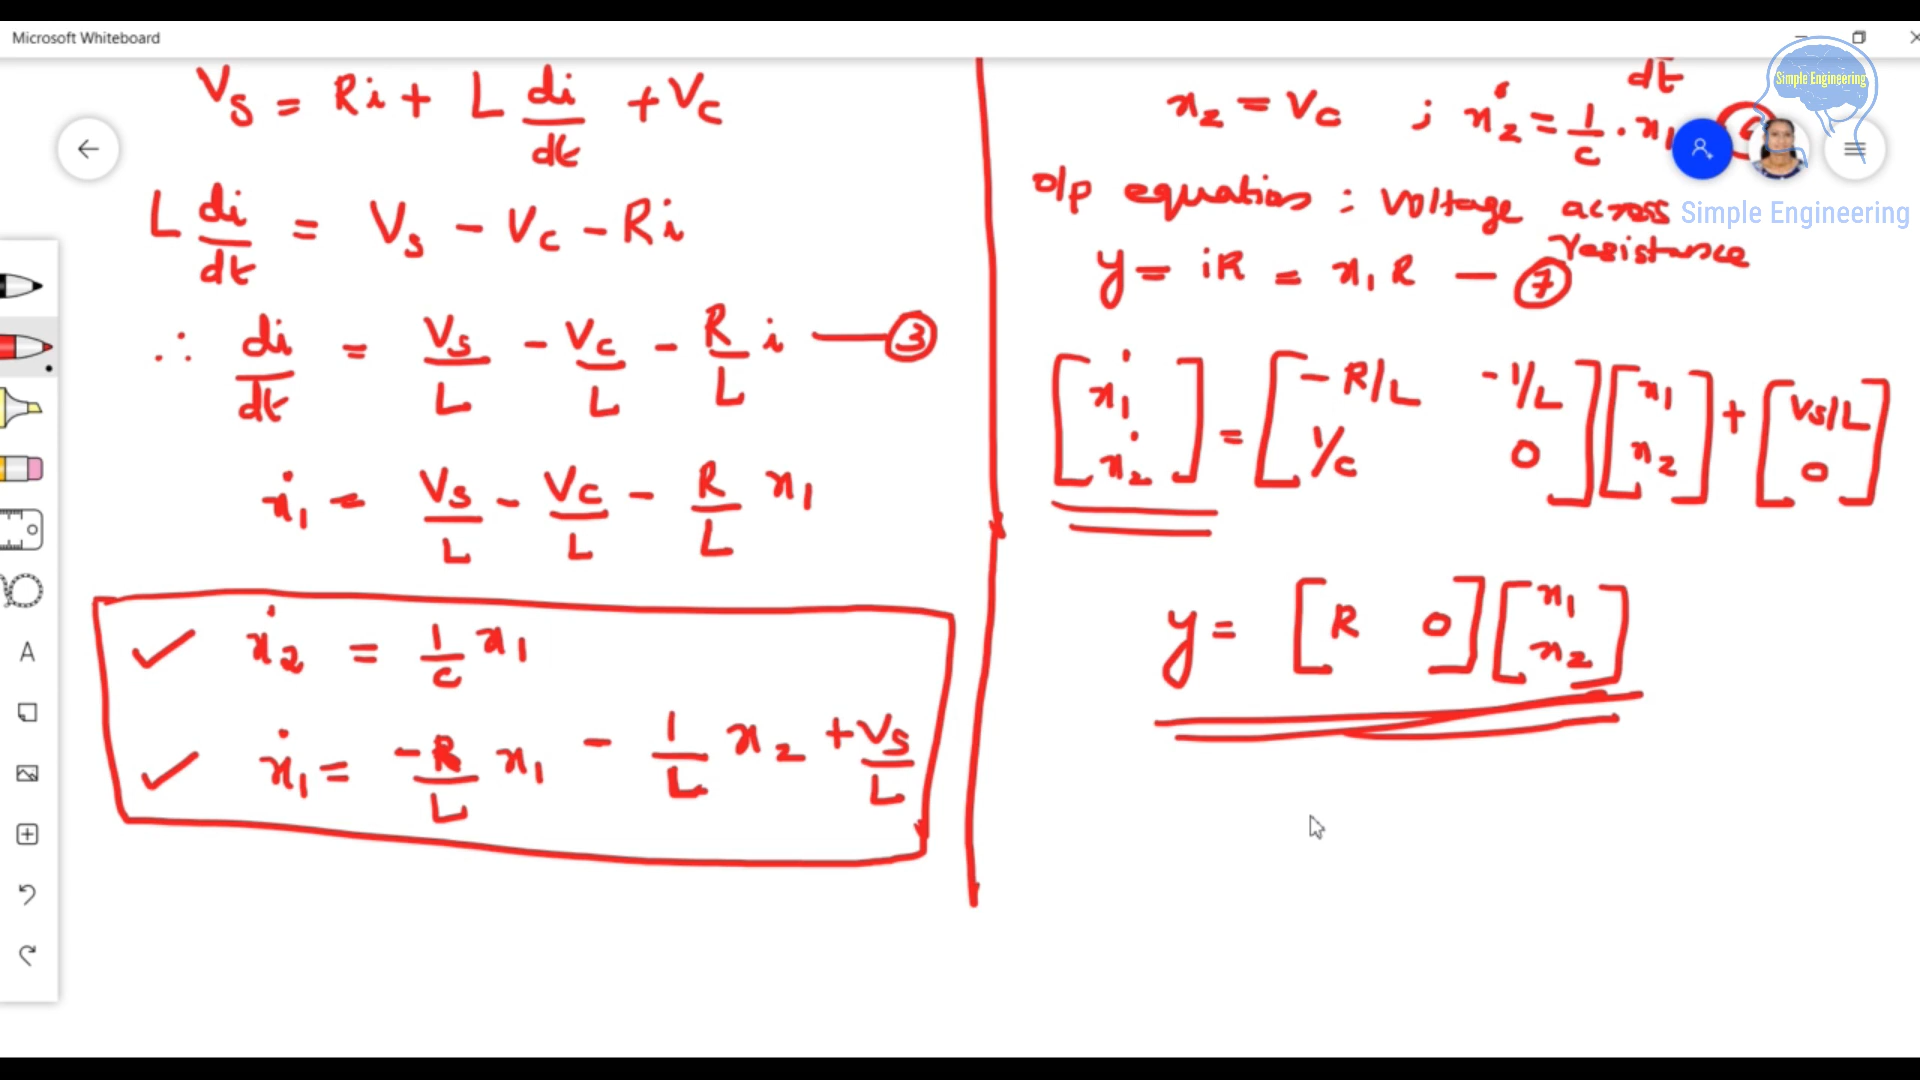 Microsoft Whiteboard
Vs = Ri + L di/dt + Vc
L di/dt = Vs - Vc - Ri
∴ di/dt = Vs/L - Vc/L - R/L i — ③
ẋ1 = Vs/L - Vc/L - R/L x1
✓ ẋ2 = 1/c x1
✓ ẋ1 = -R/L x1 - 1/L x2 + Vs/L
dt
x2 = Vc ; ẋ2 = 1/c · x1
o/p equation : Voltage across
resistance
y = iR = x1 R — ⑦
[ẋ1 ẋ2] = [-R/L -1/L 1/c 0] [x1 x2] + [Vs/L 0]
y = [R 0] [x1 x2]
Simple Engineering
Simple Engineering
A